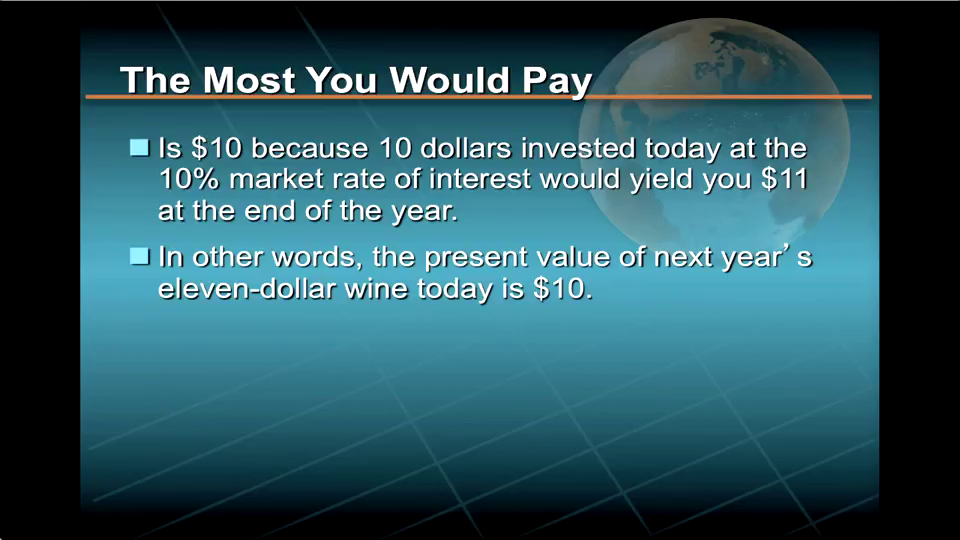 The Most You Would Pay
Is $10 because 10 dollars invested today at the
10% market rate of interest would yield you $11
at the end of the year.
In other words, the present value of next year’s
eleven-dollar wine today is $10.